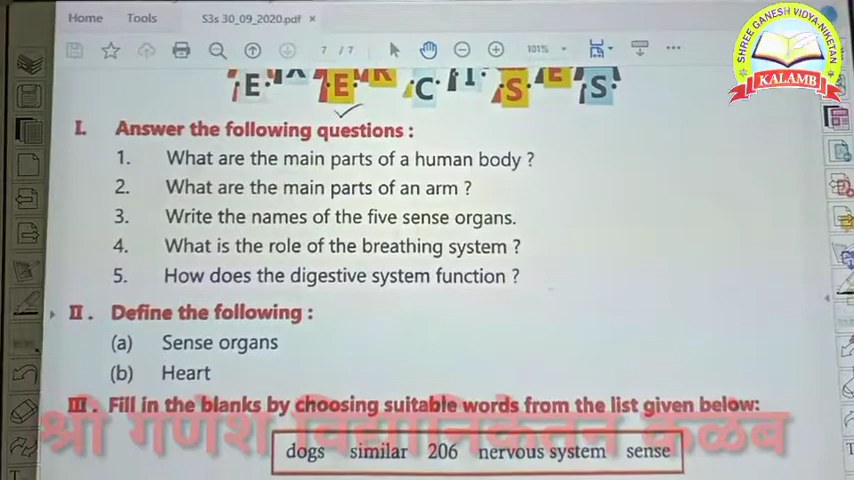 Home Tools S3s 30_09_2020.pdf ×
7 / 7 101%
SHREE GANESH VIDYA-NIKETAN
KALAMB
E X E R C I S E S
I. Answer the following questions :
1. What are the main parts of a human body ?
2. What are the main parts of an arm ?
3. Write the names of the five sense organs.
4. What is the role of the breathing system ?
5. How does the digestive system function ?
II . Define the following :
(a) Sense organs
(b) Heart
III . Fill in the blanks by choosing suitable words from the list given below:
श्री गणेश विद्यानिकेतन कळंब
dogs similar 206 nervous system sense